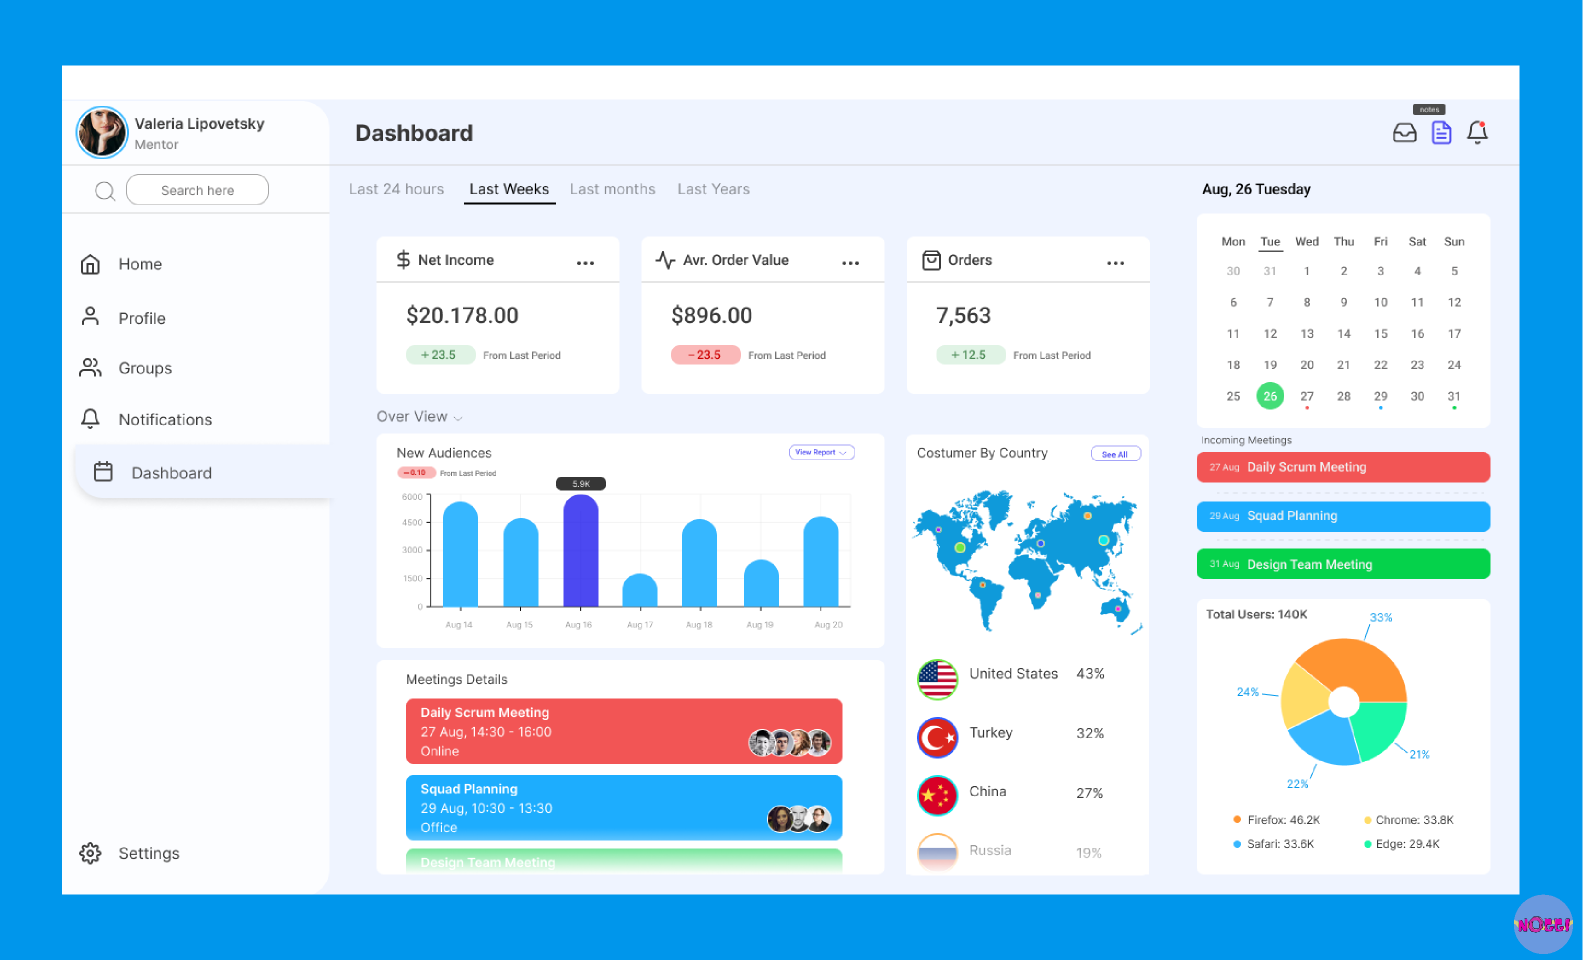 Valeria Lipovetsky
Mentor
Search here
Home
Profile
Groups
Notifications
Dashboard
Settings
Dashboard
notes
Last 24 hours Last Weeks Last months Last Years
Net Income ...
$20.178.00
+23.5 From Last Period
Avr. Order Value ...
$896.00
−23.5 From Last Period
Orders ...
7,563
+12.5 From Last Period
Over View
New Audiences
View Report
−0.10 From Last Period
5.9K
6000
4500
3000
1500
0
Aug 14 Aug 15 Aug 16 Aug 17 Aug 18 Aug 19 Aug 20
Meetings Details
Daily Scrum Meeting
27 Aug, 14:30 - 16:00
Online
Squad Planning
29 Aug, 10:30 - 13:30
Office
Design Team Meeting
Costumer By Country
See All
United States 43%
Turkey 32%
China 27%
Russia 19%
Aug, 26 Tuesday
Mon Tue Wed Thu Fri Sat Sun
30 31 1 2 3 4 5
6 7 8 9 10 11 12
11 12 13 14 15 16 17
18 19 20 21 22 23 24
25 26 27 28 29 30 31
Incoming Meetings
27 Aug Daily Scrum Meeting
29 Aug Squad Planning
31 Aug Design Team Meeting
Total Users: 140K
33%
24%
21%
22%
Firefox: 46.2K Chrome: 33.8K
Safari: 33.6K Edge: 29.4K